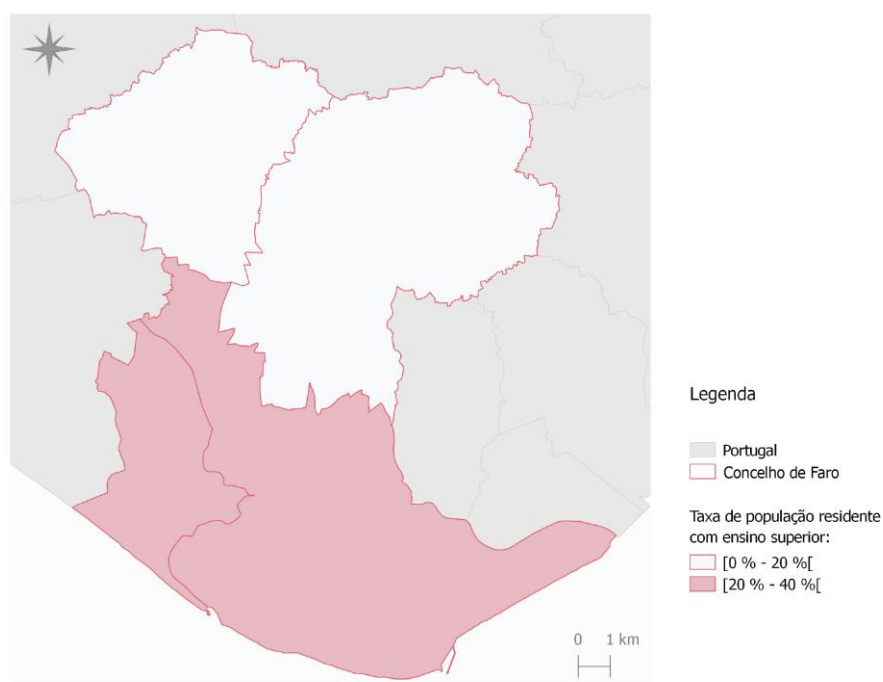 Legenda
Portugal
Concelho de Faro
Taxa de população residente
com ensino superior:
[0 % - 20 %[
[20 % - 40 %[
0 1 km